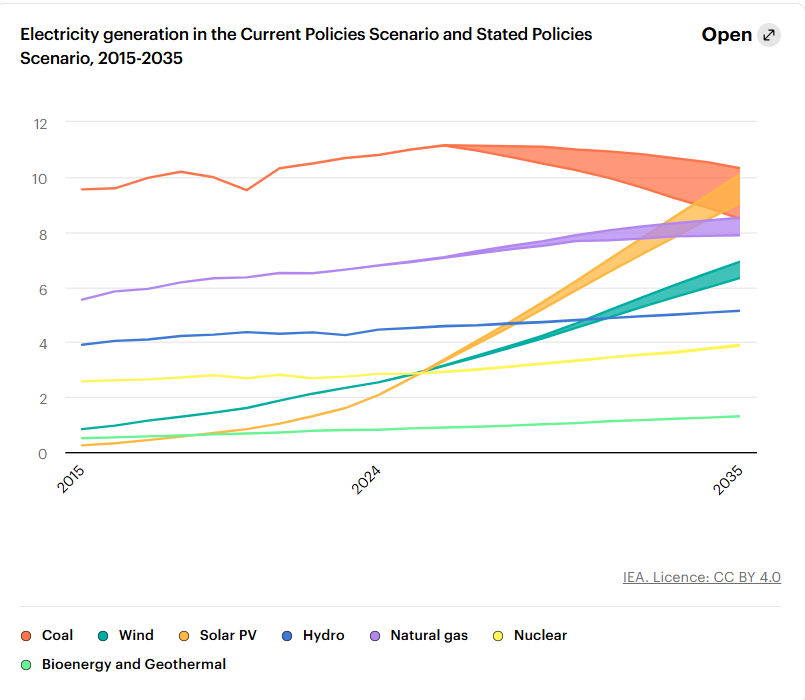 Electricity generation in the Current Policies Scenario and Stated Policies
Scenario, 2015-2035
Open
12
10
8
6
4
2
0
2015
2024
2035
IEA. Licence: CC BY 4.0
Coal
Wind
Solar PV
Hydro
Natural gas
Nuclear
Bioenergy and Geothermal